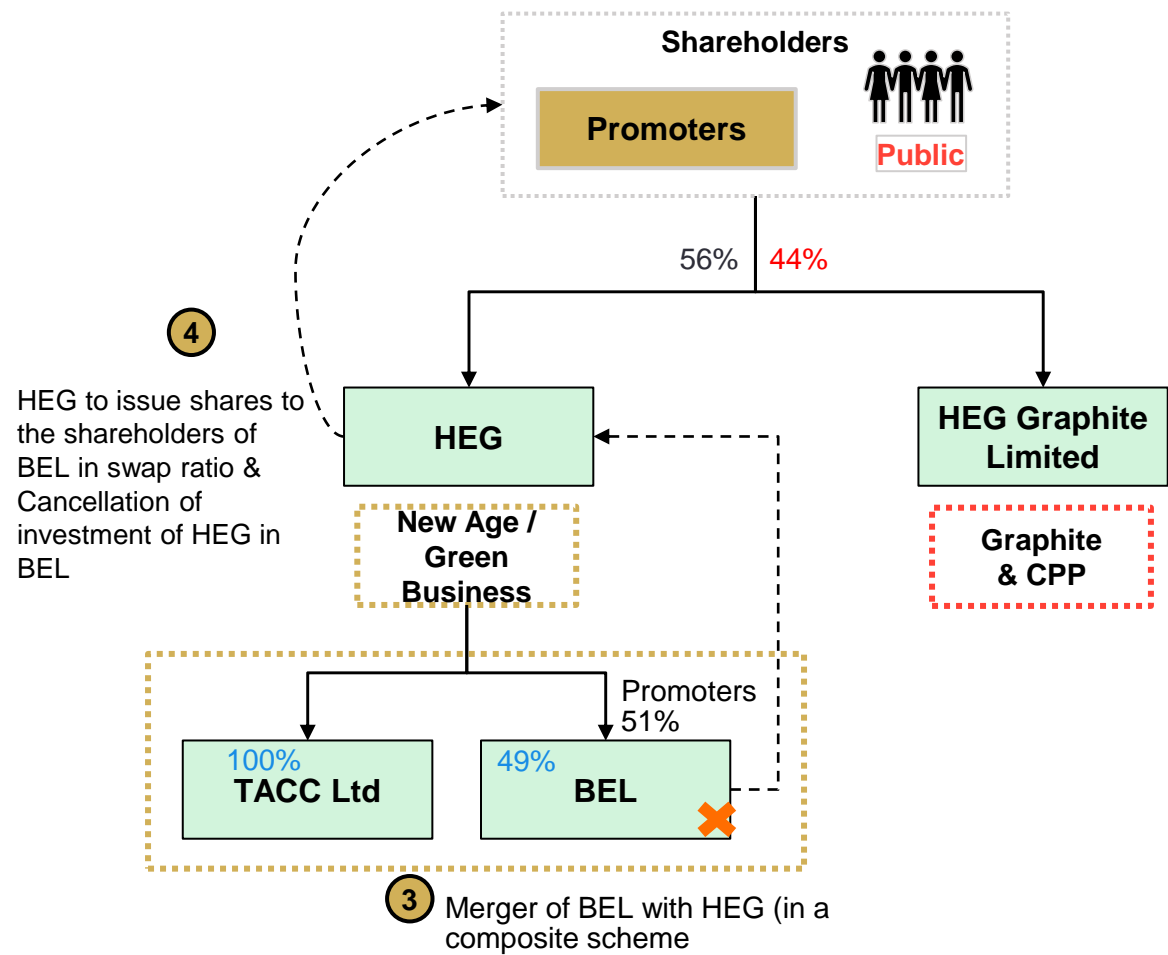 Shareholders
Promoters
Public
56%
44%
4
HEG to issue shares to
the shareholders of
BEL in swap ratio &
Cancellation of
investment of HEG in
BEL
HEG
HEG Graphite
Limited
New Age /
Green
Business
Graphite
& CPP
Promoters
51%
100%
TACC Ltd
49%
BEL
3
Merger of BEL with HEG (in a
composite scheme